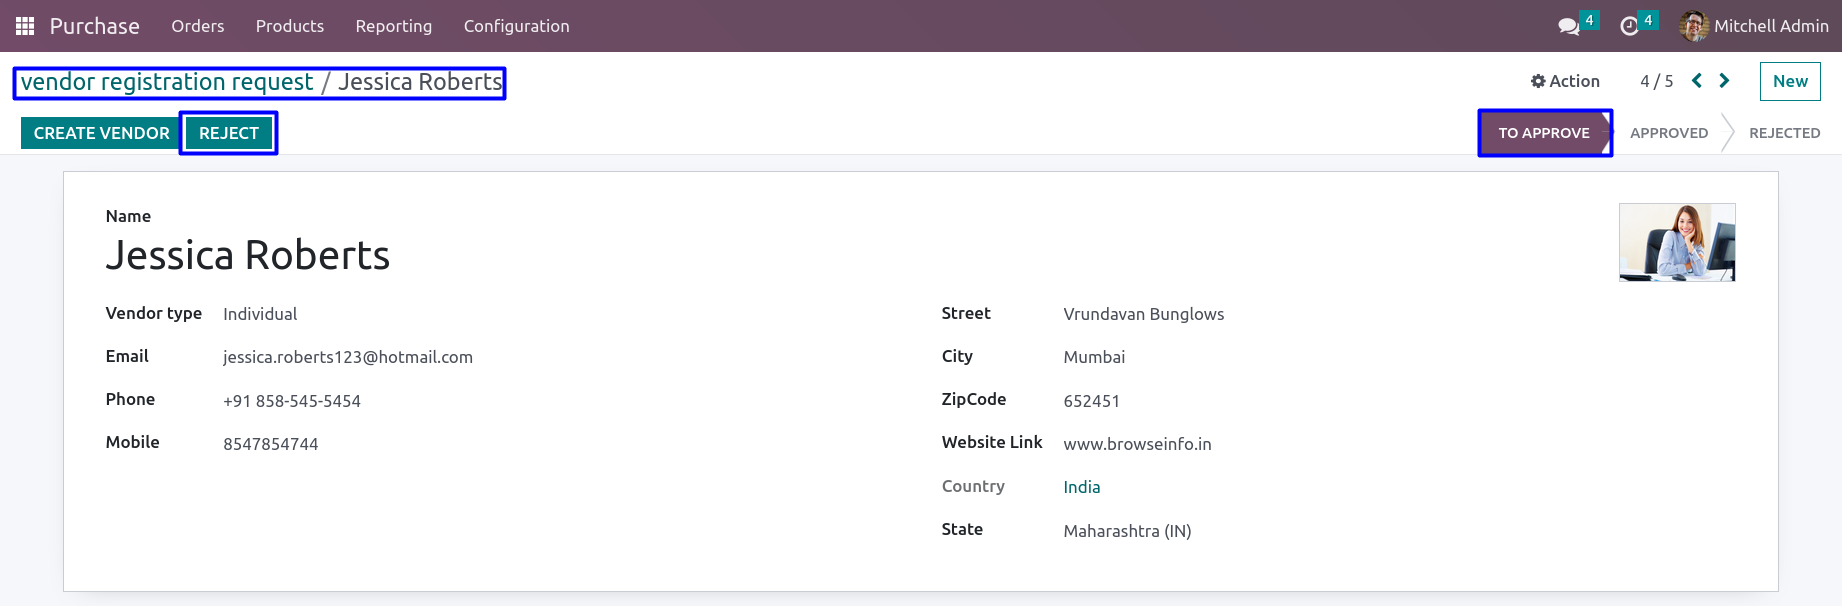 Purchase Orders Products Reporting Configuration 4 4 Mitchell Admin
vendor registration request / Jessica Roberts Action 4 / 5 New
CREATE VENDOR REJECT TO APPROVE APPROVED REJECTED
Name
Jessica Roberts
Vendor type Individual
Email jessica.roberts123@hotmail.com
Phone +91 858-545-5454
Mobile 8547854744
Street Vrundavan Bunglows
City Mumbai
ZipCode 652451
Website Link www.browseinfo.in
Country India
State Maharashtra (IN)